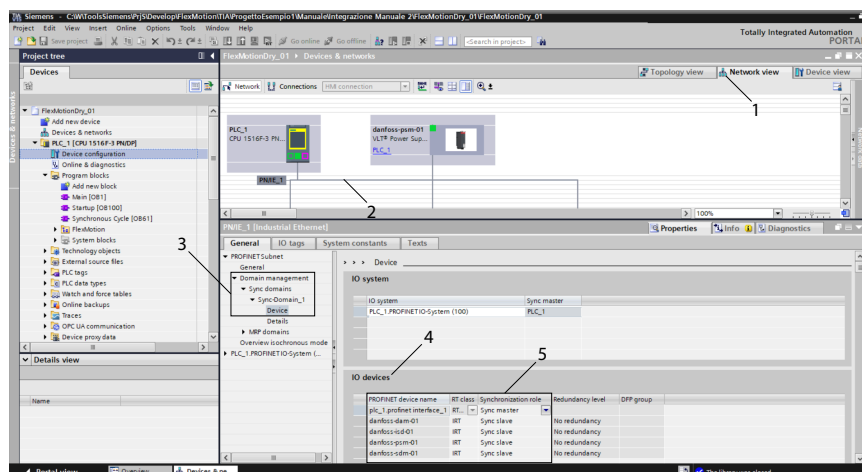 Siemens - C:\WI\ToolsSiemens\PrjS\Develop\FlexMotion\TIA\ProgettoEsempio1\Manuale\Integrazione Manuale 2\FlexMotionDry_01\FlexMotionDry_01
Project Edit View Insert Online Options Tools Window Help
Totally Integrated Automation
PORTAL
Save project
Go online
Go offline
<Search in project>
Project tree
FlexMotionDry_01 › Devices & networks
Devices
Topology view
Network view
Device view
Network
Connections
HMI connection
1
FlexMotionDry_01
Add new device
Devices & networks
PLC_1 [CPU 1516F-3 PN/DP]
Device configuration
Online & diagnostics
Program blocks
Add new block
Main [OB1]
Startup [OB100]
Synchronous Cycle [OB61]
FlexMotion
System blocks
Technology objects
External source files
PLC tags
PLC data types
Watch and force tables
Online backups
Traces
OPC UA communication
Device proxy data
Details view
Name
Devices & networks
PLC_1
CPU 1516F-3 PN...
danfoss-psm-01
VLT® Power Sup...
PLC_1
PN/IE_1
2
100%
PN/IE_1 [Industrial Ethernet]
Properties
Info
Diagnostics
General
IO tags
System constants
Texts
3
PROFINET Subnet
General
Domain management
Sync domains
Sync-Domain_1
Device
Details
MRP domains
Overview isochronous mode
PLC_1.PROFINET IO-System (...
> > > Device
IO system
IO system
Sync master
PLC_1.PROFINET IO-System (100)
PLC_1
4
5
IO devices
PROFINET device name RT class Synchronization role Redundancy level DFP group
plc_1.profinet interface_1 RT... Sync master
danfoss-dam-01 IRT Sync slave No redundancy
danfoss-isd-01 IRT Sync slave No redundancy
danfoss-psm-01 IRT Sync slave No redundancy
danfoss-sdm-01 IRT Sync slave No redundancy
Portal view
Overview
Devices & ne...